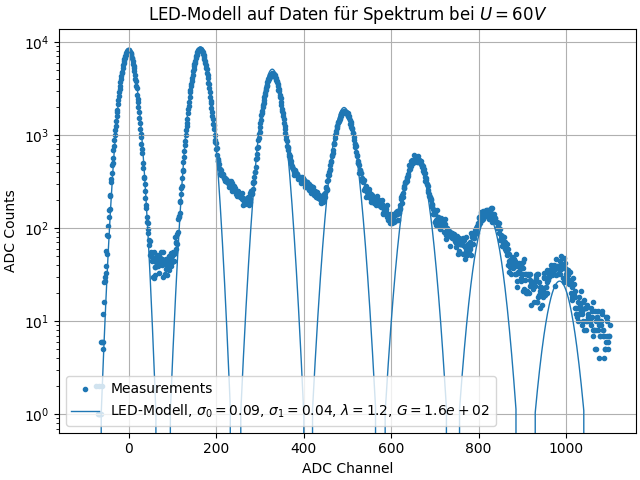 LED-Modell auf Daten für Spektrum bei U = 60V
10⁴
10³
10²
10¹
10⁰
ADC Counts
Measurements
LED-Modell, σ₀ = 0.09, σ₁ = 0.04, λ = 1.2, G = 1.6e + 02
0 200 400 600 800 1000
ADC Channel